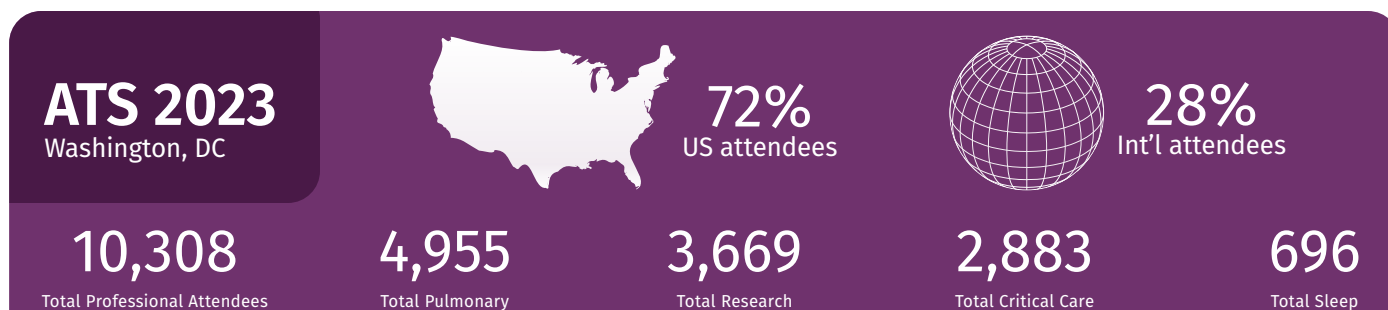 ATS 2023
Washington, DC
72%
US attendees
28%
Int'l attendees
10,308
Total Professional Attendees
4,955
Total Pulmonary
3,669
Total Research
2,883
Total Critical Care
696
Total Sleep